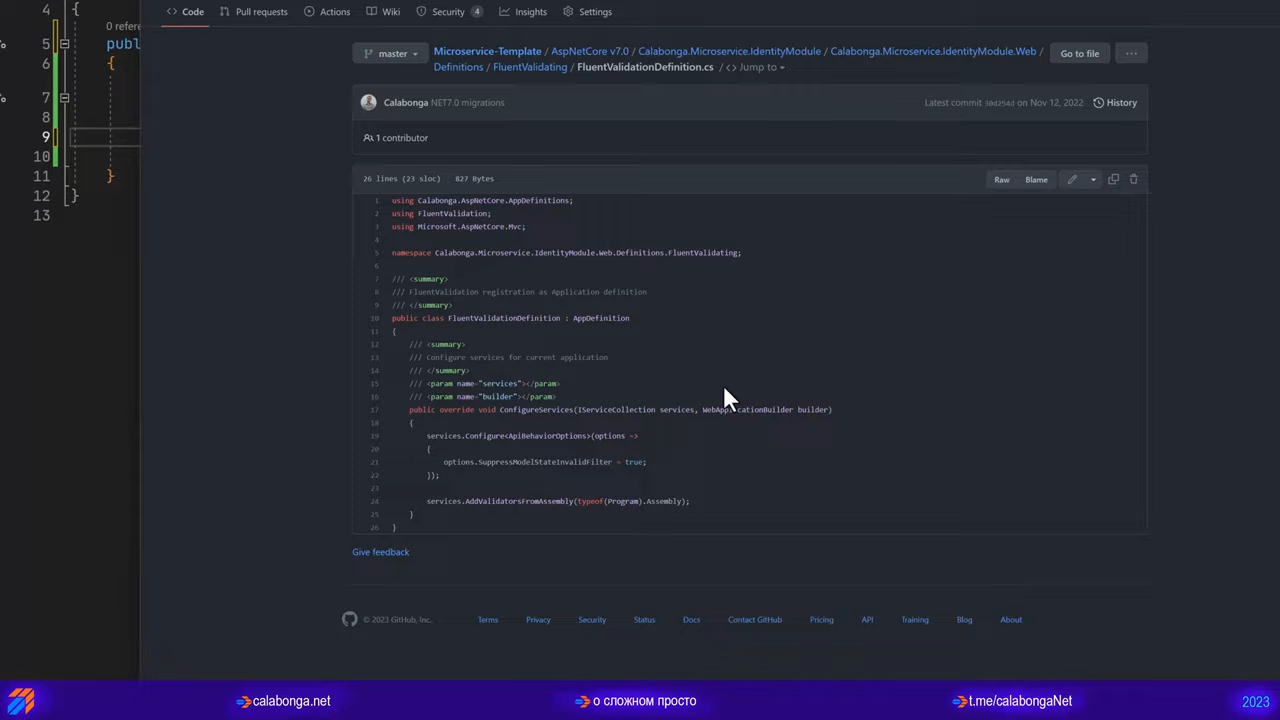 4
5
6
7
8
9
10
11
12
13
{
0 refere
publ
{
}
}
Code Pull requests Actions Wiki Security 4 Insights Settings
master Microservice-Template / AspNetCore v7.0 / Calabonga.Microservice.IdentityModule / Calabonga.Microservice.IdentityModule.Web / Go to file ...
Definitions / FluentValidating / FluentValidationDefinition.cs / <> Jump to
Calabonga NET7.0 migrations Latest commit 30d254d on Nov 12, 2022 History
1 contributor
26 lines (23 sloc) 827 Bytes Raw Blame
1 using Calabonga.AspNetCore.AppDefinitions;
2 using FluentValidation;
3 using Microsoft.AspNetCore.Mvc;
4
5 namespace Calabonga.Microservice.IdentityModule.Web.Definitions.FluentValidating;
6
7 /// <summary>
8 /// FluentValidation registration as Application definition
9 /// </summary>
10 public class FluentValidationDefinition : AppDefinition
11 {
12 /// <summary>
13 /// Configure services for current application
14 /// </summary>
15 /// <param name="services"></param>
16 /// <param name="builder"></param>
17 public override void ConfigureServices(IServiceCollection services, WebApplicationBuilder builder)
18 {
19 services.Configure<ApiBehaviorOptions>(options =>
20 {
21 options.SuppressModelStateInvalidFilter = true;
22 });
23
24 services.AddValidatorsFromAssembly(typeof(Program).Assembly);
25 }
26 }
Give feedback
© 2023 GitHub, Inc. Terms Privacy Security Status Docs Contact GitHub Pricing API Training Blog About
calabonga.net о сложном просто t.me/calabongaNet 2023